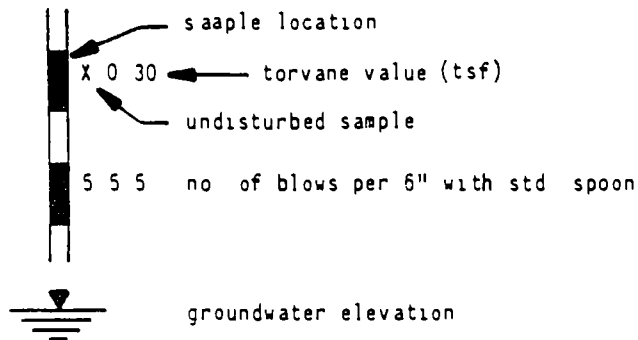 saaple location
X 0 30 torvane value (tsf)
undisturbed sample
5 5 5 no of blows per 6" with std spoon
groundwater elevation